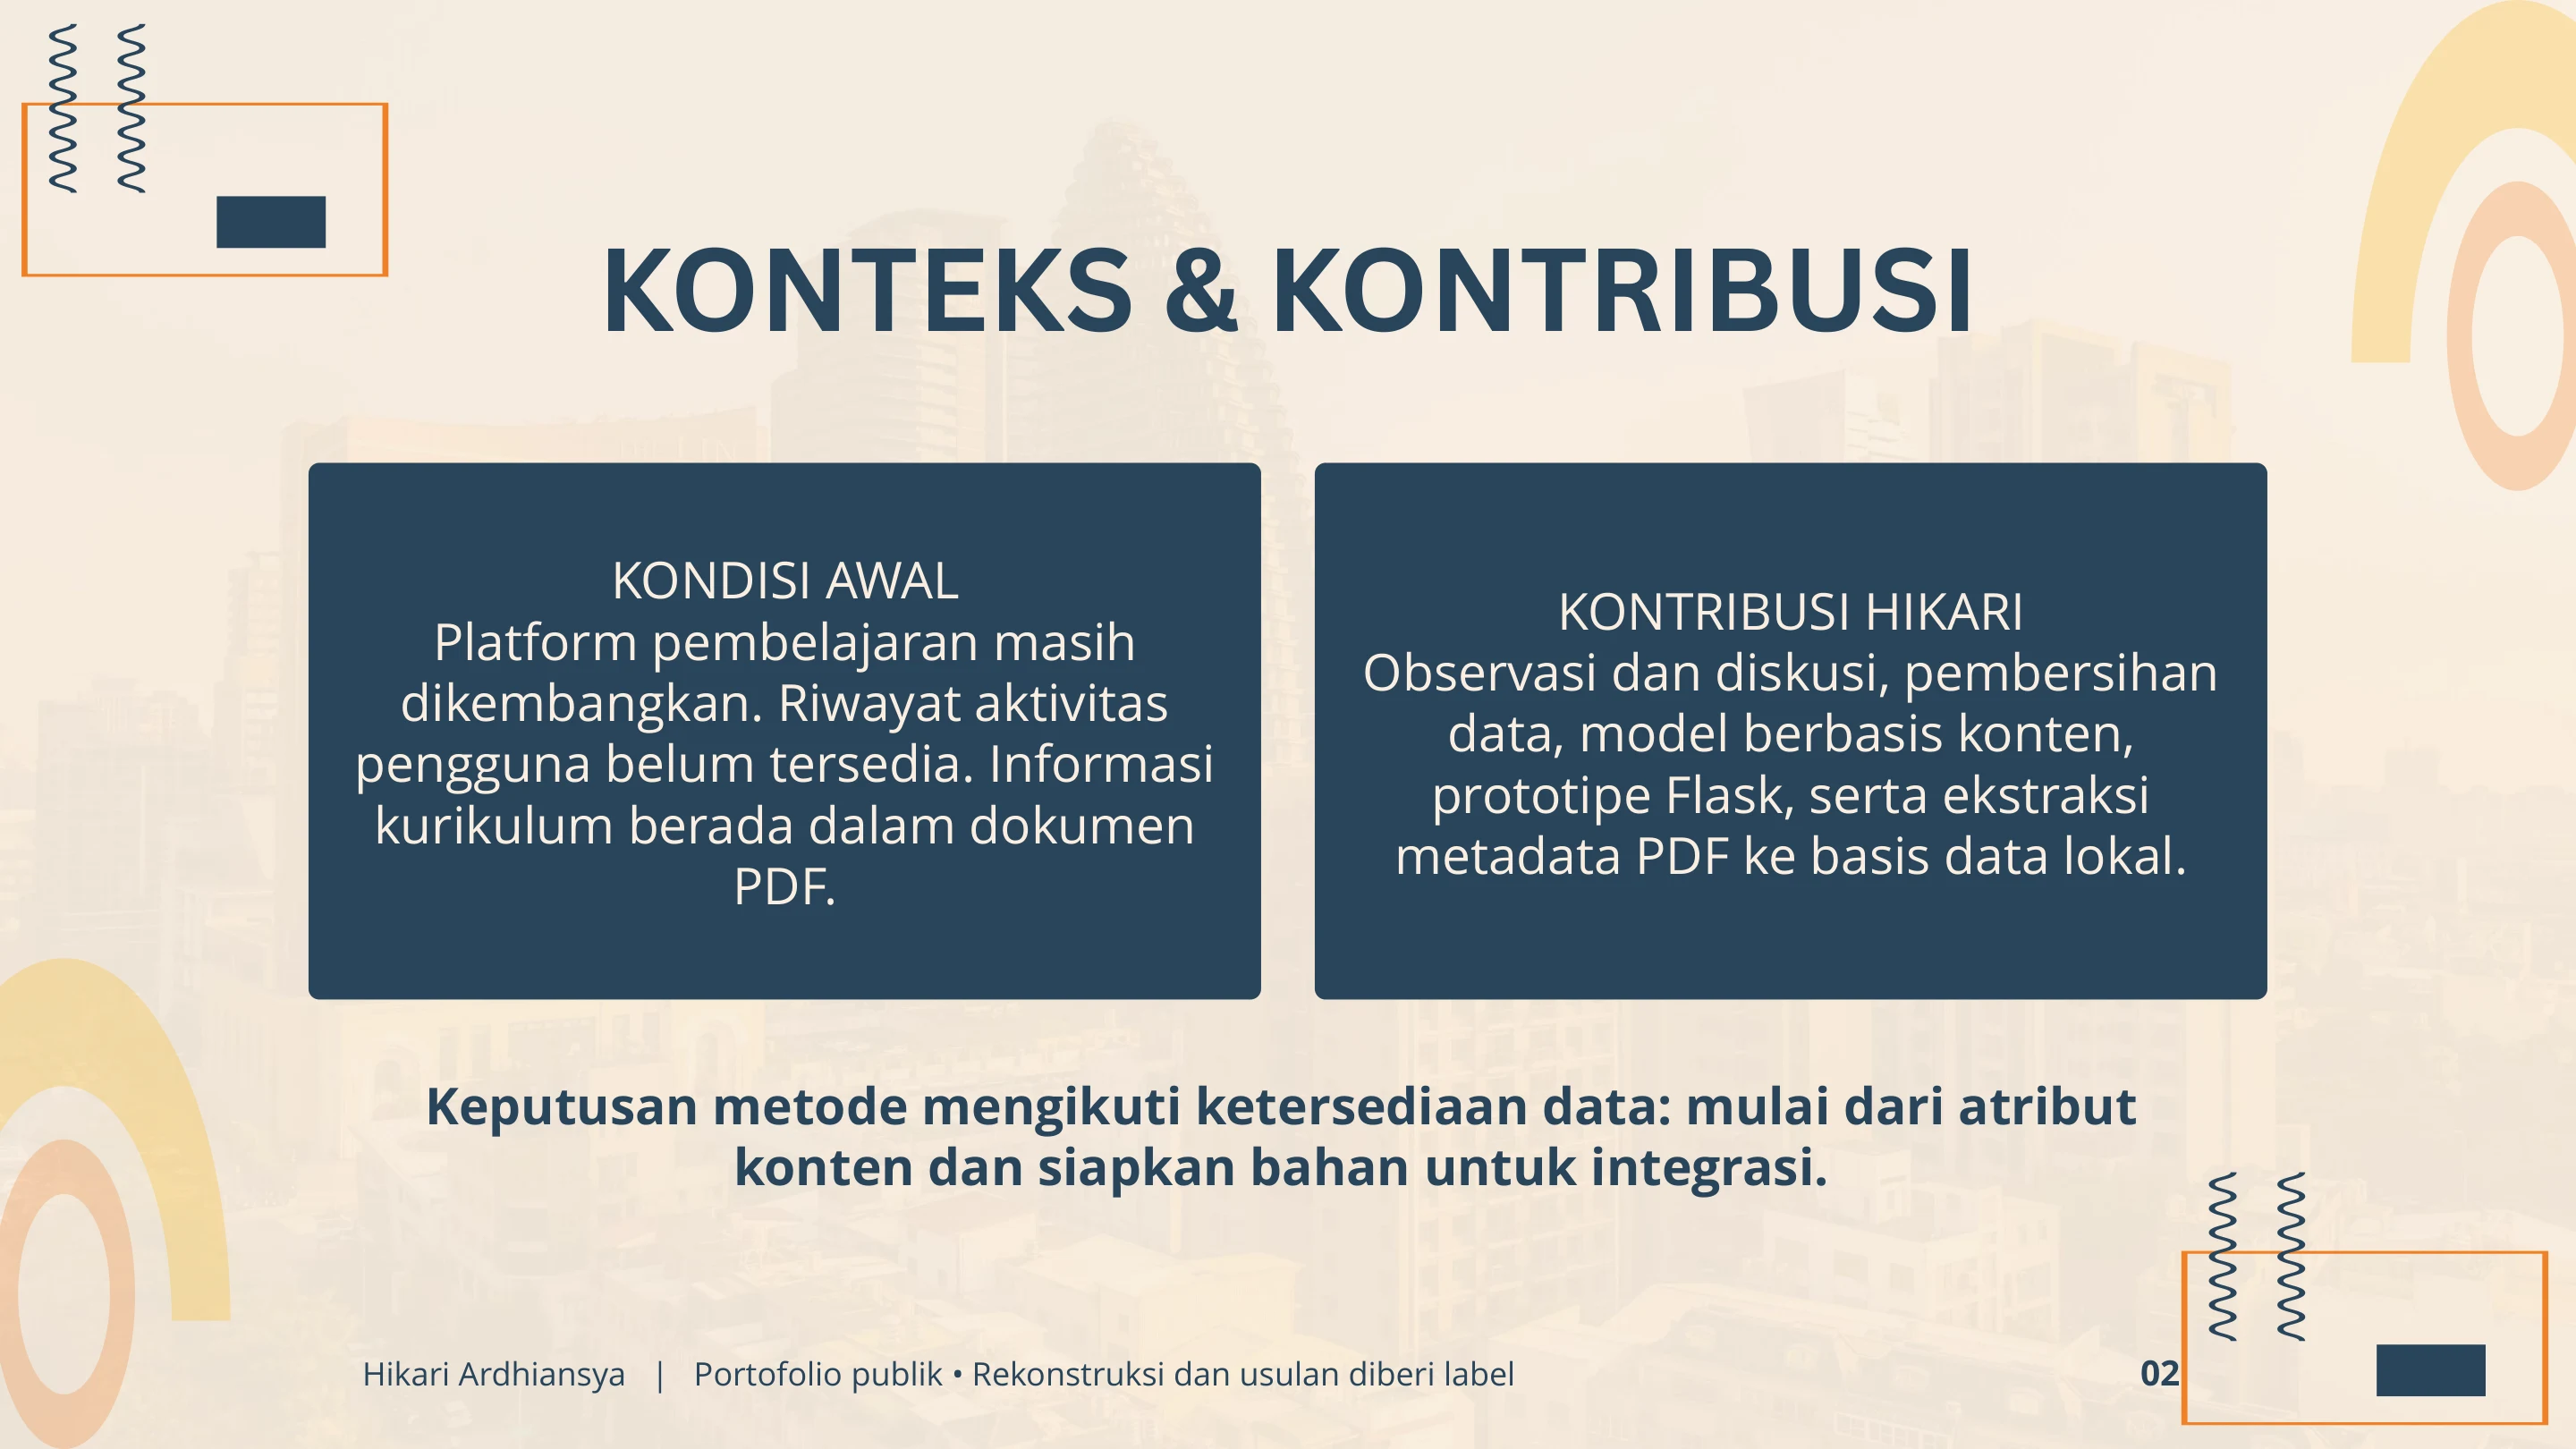 KONTEKS & KONTRIBUSI
KONDISI AWAL
Platform pembelajaran masih
dikembangkan. Riwayat aktivitas
pengguna belum tersedia. Informasi
kurikulum berada dalam dokumen
PDF.
KONTRIBUSI HIKARI
Observasi dan diskusi, pembersihan
data, model berbasis konten,
prototipe Flask, serta ekstraksi
metadata PDF ke basis data lokal.
Keputusan metode mengikuti ketersediaan data: mulai dari atribut
konten dan siapkan bahan untuk integrasi.
Hikari Ardhiansya | Portofolio publik • Rekonstruksi dan usulan diberi label
02